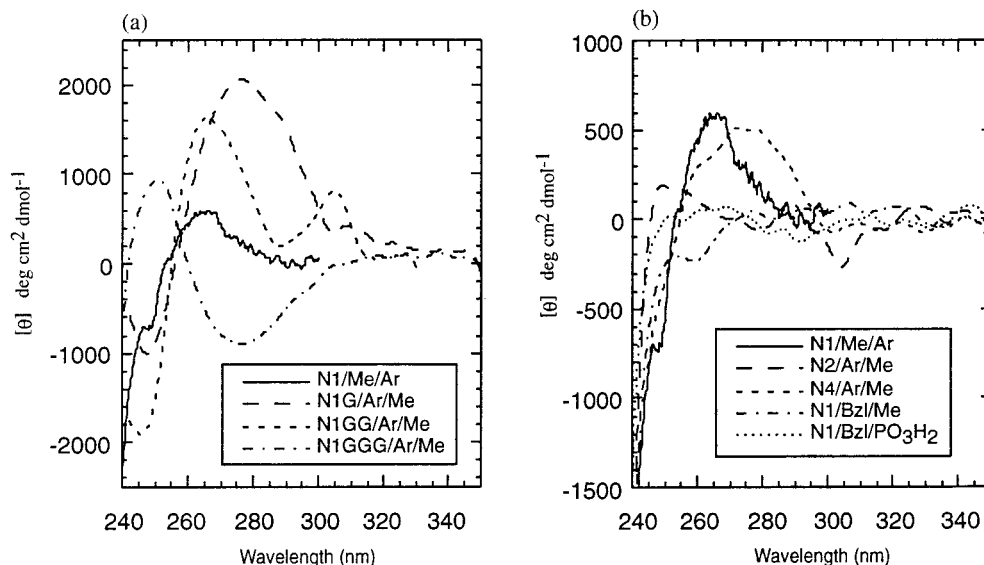 (a)
[θ] deg cm² dmol⁻¹
2000
1000
0
-1000
-2000
N1/Me/Ar
N1G/Ar/Me
N1GG/Ar/Me
N1GGG/Ar/Me
240 260 280 300 320 340
Wavelength (nm)
(b)
[θ] deg cm² dmol⁻¹
1000
500
0
-500
-1000
-1500
N1/Me/Ar
N2/Ar/Me
N4/Ar/Me
N1/Bzl/Me
N1/Bzl/PO₃H₂
240 260 280 300 320 34
Wavelength (nm)